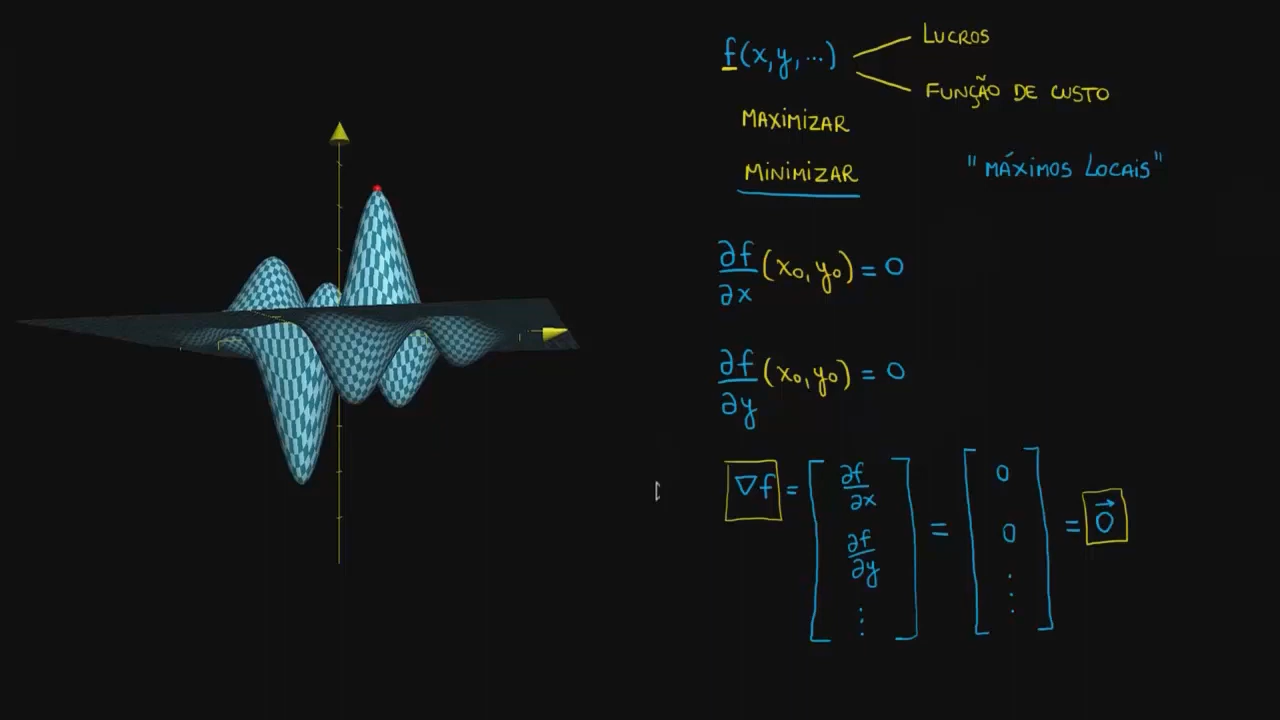 f(x,y,...)
LUCROS
FUNÇÃO DE CUSTO
MAXIMIZAR
MINIMIZAR
"MÁXIMOS LOCAIS"
∂f/∂x (x₀, y₀) = 0
∂f/∂y (x₀, y₀) = 0
∇f = [∂f/∂x ∂f/∂y ⋮] = [0 0 ⋮] = 0⃗